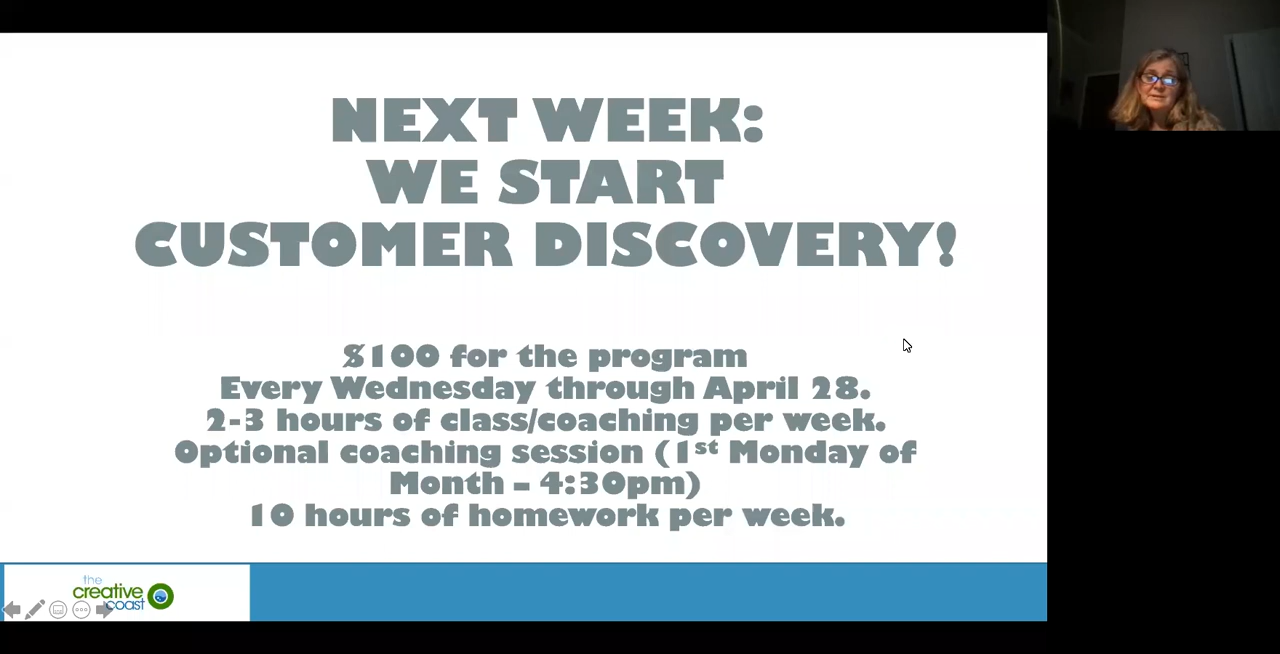 NEXT WEEK:
WE START
CUSTOMER DISCOVERY!
$100 for the program
Every Wednesday through April 28.
2-3 hours of class/coaching per week.
Optional coaching session (1st Monday of
Month – 4:30pm)
10 hours of homework per week.
the
creative
coast